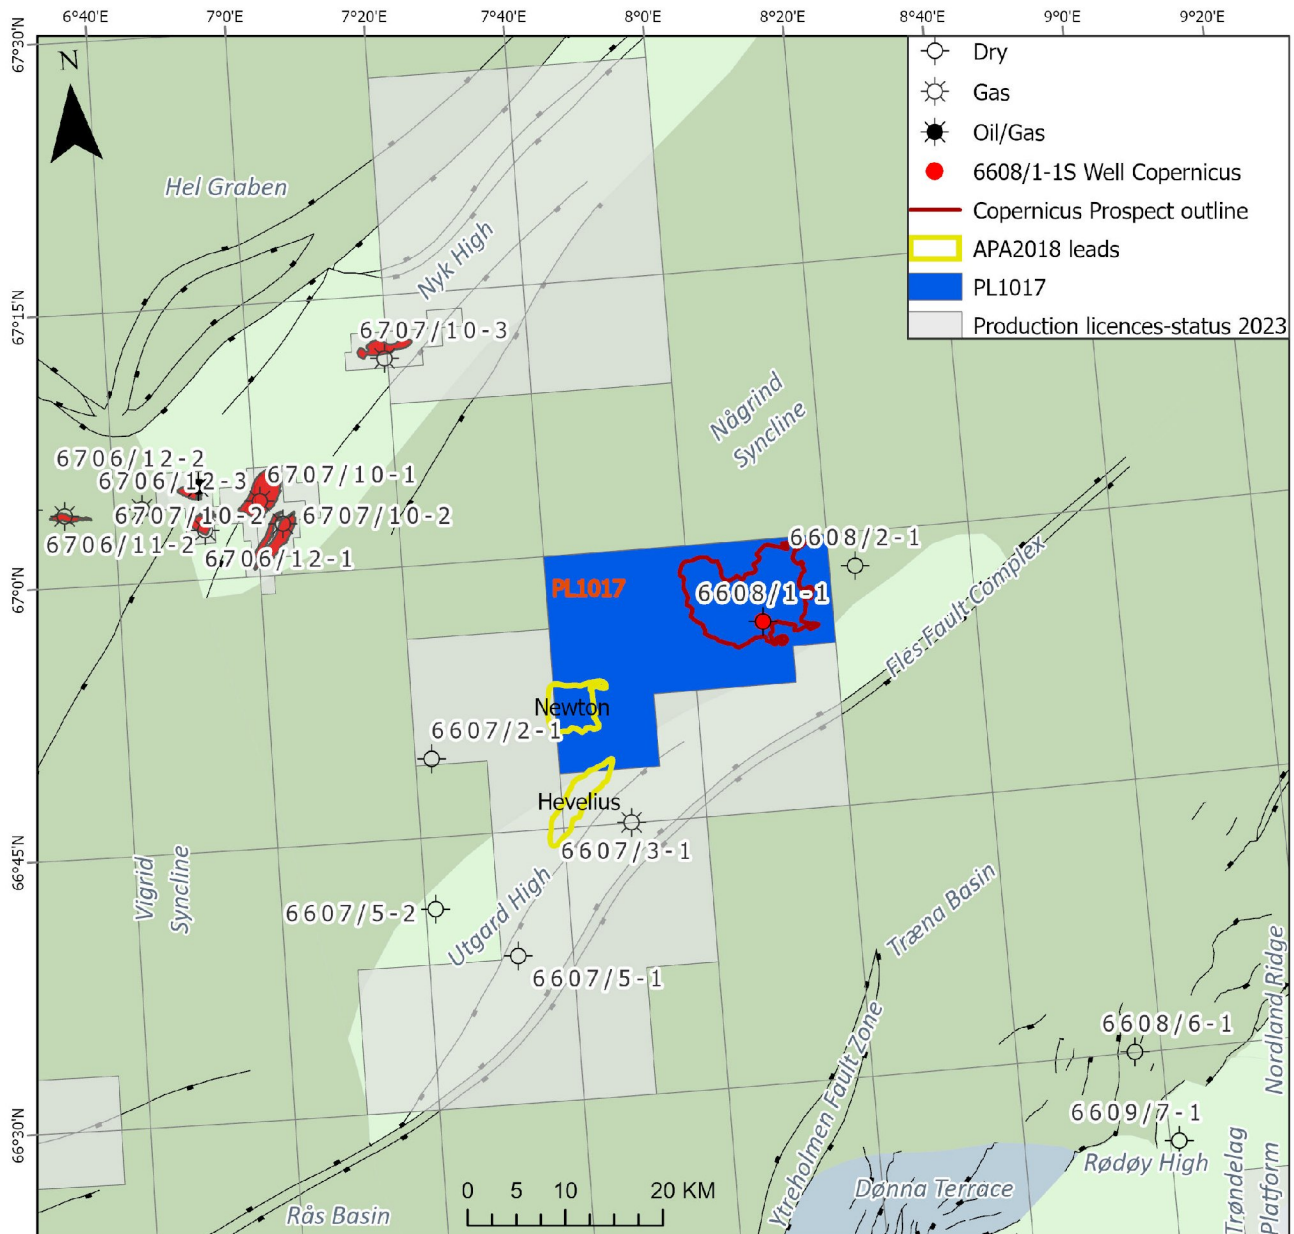 6°40'E 7°0'E 7°20'E 7°40'E 8°0'E 8°20'E 8°40'E 9°0'E 9°20'E
67°30'N
67°15'N
67°0'N
66°45'N
66°30'N
N
Dry
Gas
Oil/Gas
6608/1-1S Well Copernicus
Copernicus Prospect outline
APA2018 leads
PL1017
Production licences-status 2023
Hel Graben
Nyk High
6707/10-3
Någrind
Syncline
6706/12-2
6706/12-3
6707/10-1
6707/10-2
6707/10-2
6706/11-2
6706/12-1
6608/2-1
PL1017
6608/1-1
Fles Fault Complex
Newton
6607/2-1
Hevelius
6607/3-1
Vigrid
Syncline
6607/5-2
Utgard High
6607/5-1
Træna Basin
Nordland Ridge
6608/6-1
Ytreholmen Fault Zone
6609/7-1
Rødøy High
Dønna Terrace
Trøndelag
Platform
Rås Basin
0 5 10 20 KM